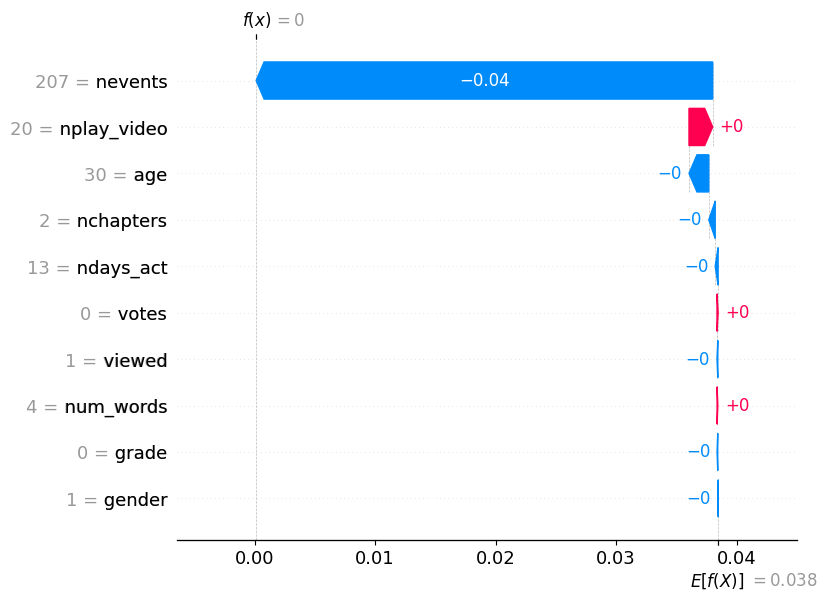 f(x) = 0
207 = nevents
−0.04
20 = nplay_video
+0
30 = age
−0
2 = nchapters
−0
13 = ndays_act
−0
0 = votes
+0
1 = viewed
−0
4 = num_words
+0
0 = grade
−0
1 = gender
−0
0.00 0.01 0.02 0.03 0.04
E[f(X)] = 0.038